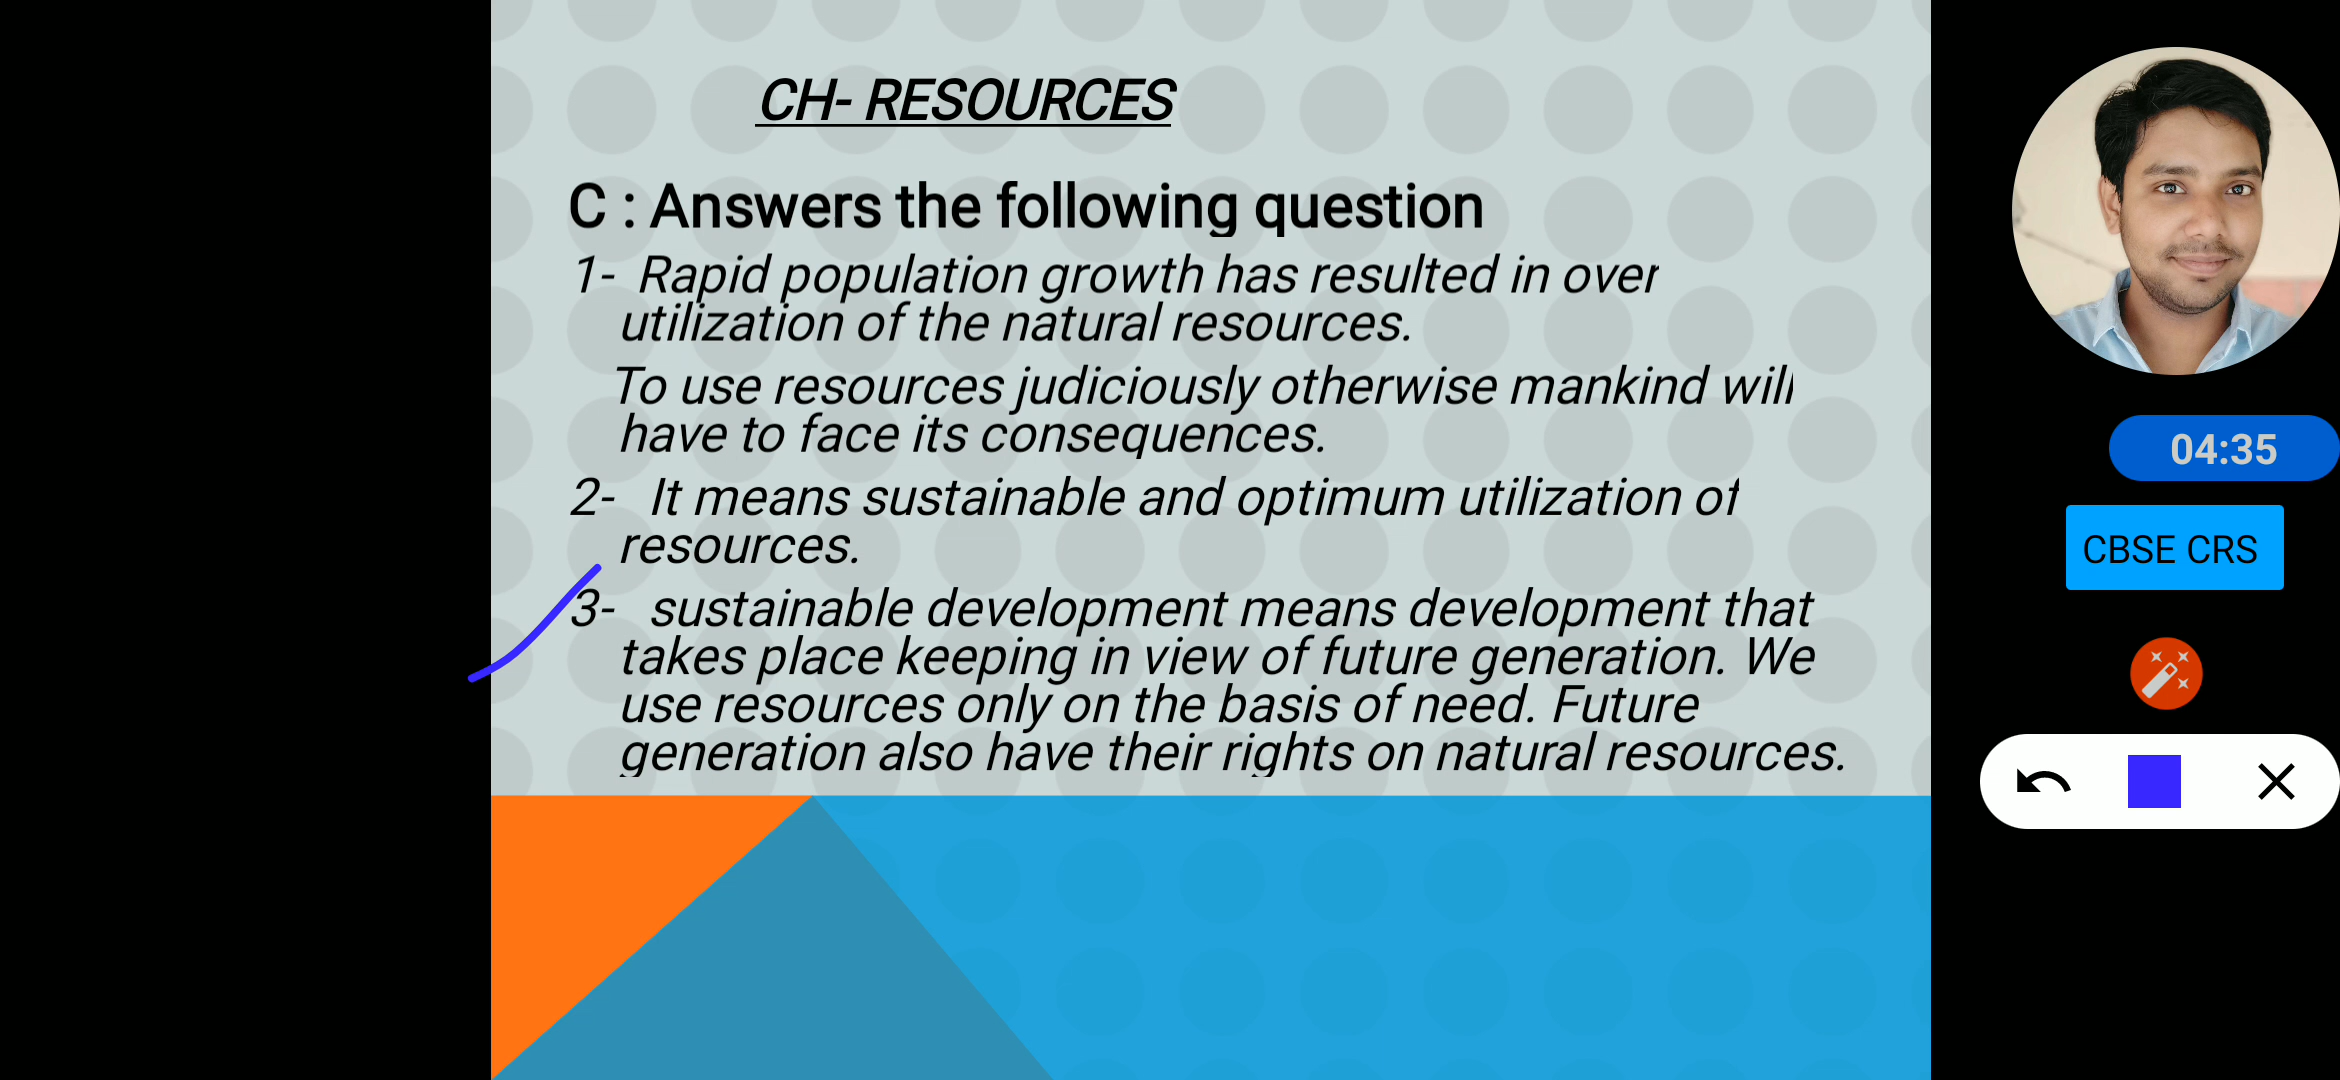 CH- RESOURCES
C : Answers the following question
1- Rapid population growth has resulted in over
utilization of the natural resources.
To use resources judiciously otherwise mankind will
have to face its consequences.
2- It means sustainable and optimum utilization of
resources.
3- sustainable development means development that
takes place keeping in view of future generation. We
use resources only on the basis of need. Future
generation also have their rights on natural resources.
04:35
CBSE CRS